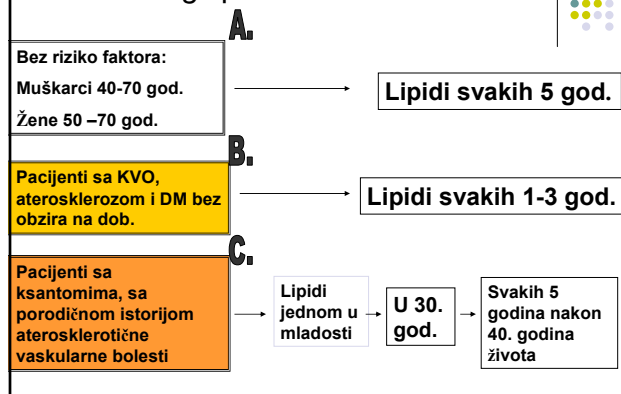 A.
Bez riziko faktora:
Muškarci 40-70 god.
Žene 50 –70 god.
Lipidi svakih 5 god.
B.
Pacijenti sa KVO,
aterosklerozom i DM bez
obzira na dob.
Lipidi svakih 1-3 god.
C.
Pacijenti sa
ksantomima, sa
porodičnom istorijom
aterosklerotične
vaskularne bolesti
Lipidi
jednom u
mladosti
U 30.
god.
Svakih 5
godina nakon
40. godina
života